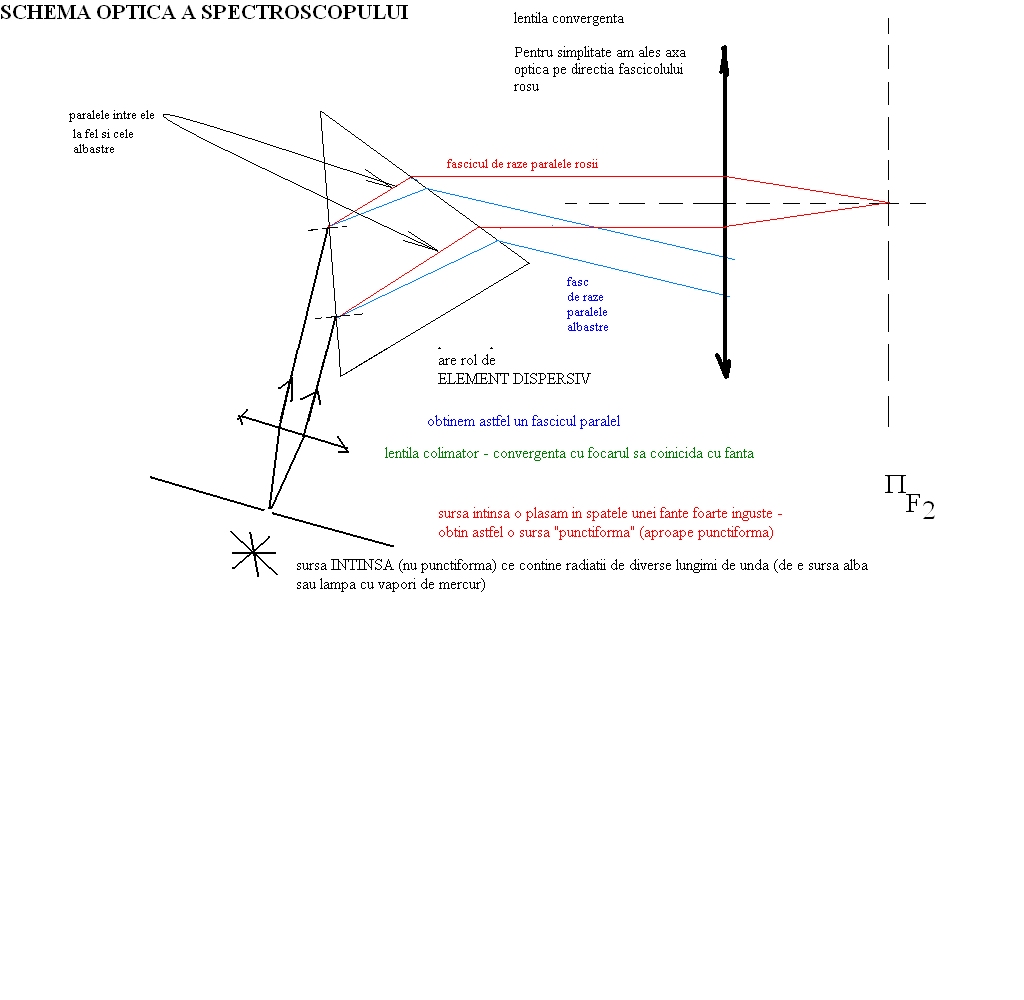 SCHEMA OPTICA A SPECTROSCOPULUI
lentila convergenta
Pentru simplitate am ales axa
optica pe directia fascicolului
rosu
paralele intre ele
la fel si cele
albastre
fascicul de raze paralele rosii
fasc
de raze
paralele
albastre
are rol de
ELEMENT DISPERSIV
obtinem astfel un fascicul paralel
lentila colimator - convergenta cu focarul sa coinicida cu fanta
Π F2
sursa intinsa o plasam in spatele unei fante foarte inguste -
obtin astfel o sursa "punctiforma" (aproape punctiforma)
sursa INTINSA (nu punctiforma) ce contine radiatii de diverse lungimi de unda (de e sursa alba
sau lampa cu vapori de mercur)